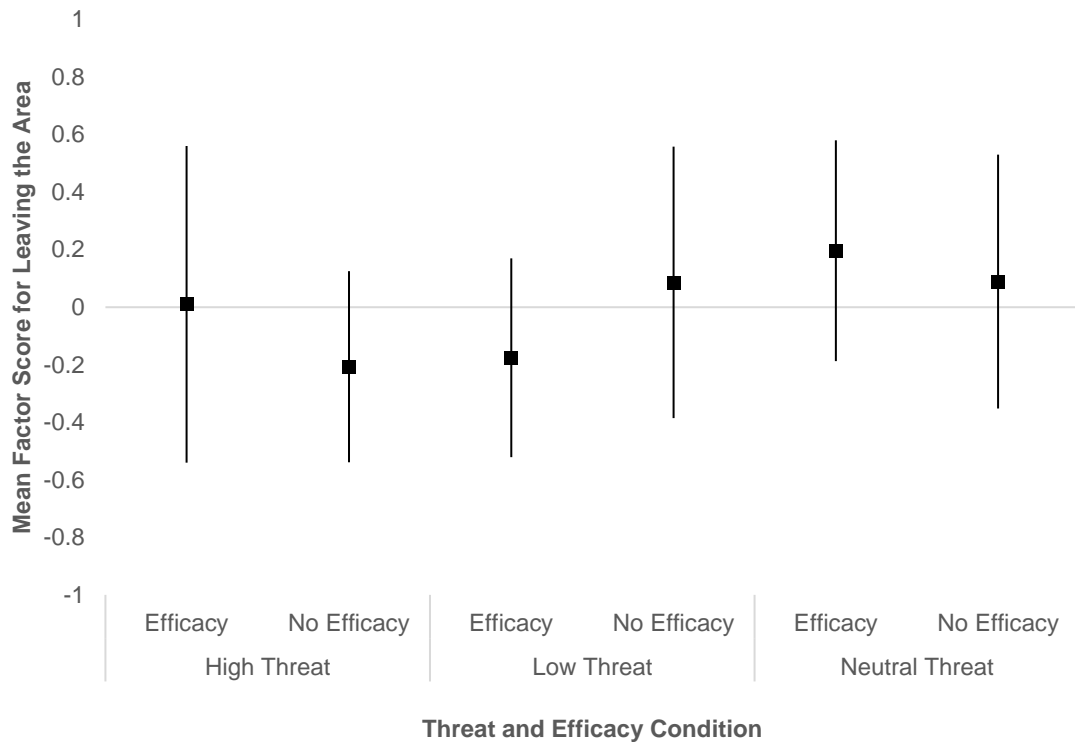 Mean Factor Score for Leaving the Area
1
0.8
0.6
0.4
0.2
0
-0.2
-0.4
-0.6
-0.8
-1
Efficacy No Efficacy Efficacy No Efficacy Efficacy No Efficacy
High Threat Low Threat Neutral Threat
Threat and Efficacy Condition